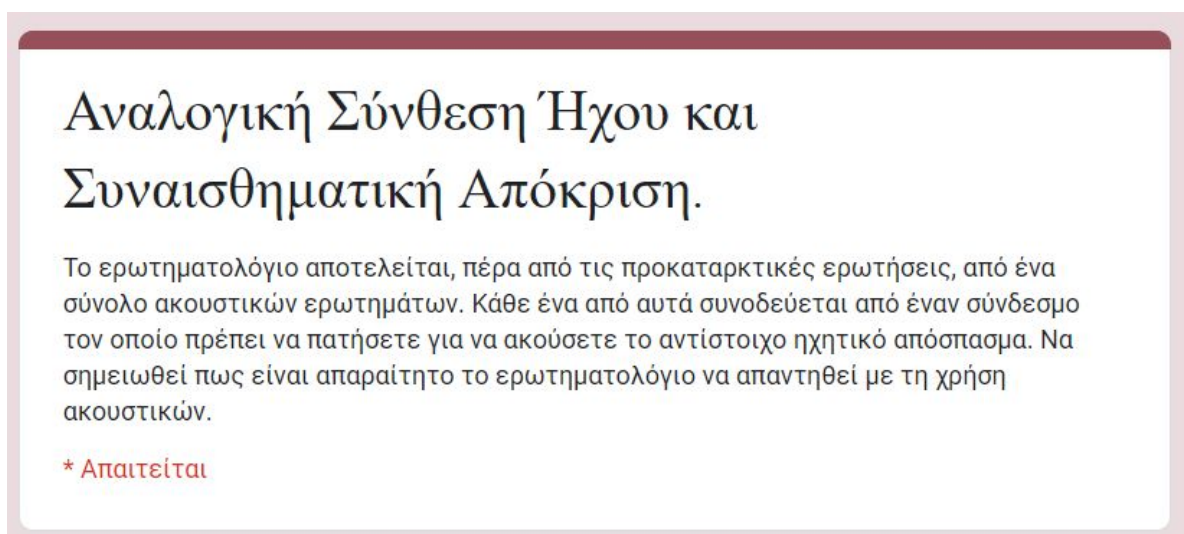 Αναλογική Σύνθεση Ήχου και
Συναισθηματική Απόκριση.
Το ερωτηματολόγιο αποτελείται, πέρα από τις προκαταρκτικές ερωτήσεις, από ένα
σύνολο ακουστικών ερωτημάτων. Κάθε ένα από αυτά συνοδεύεται από έναν σύνδεσμο
τον οποίο πρέπει να πατήσετε για να ακούσετε το αντίστοιχο ηχητικό απόσπασμα. Να
σημειωθεί πως είναι απαραίτητο το ερωτηματολόγιο να απαντηθεί με τη χρήση
ακουστικών.
* Απαιτείται